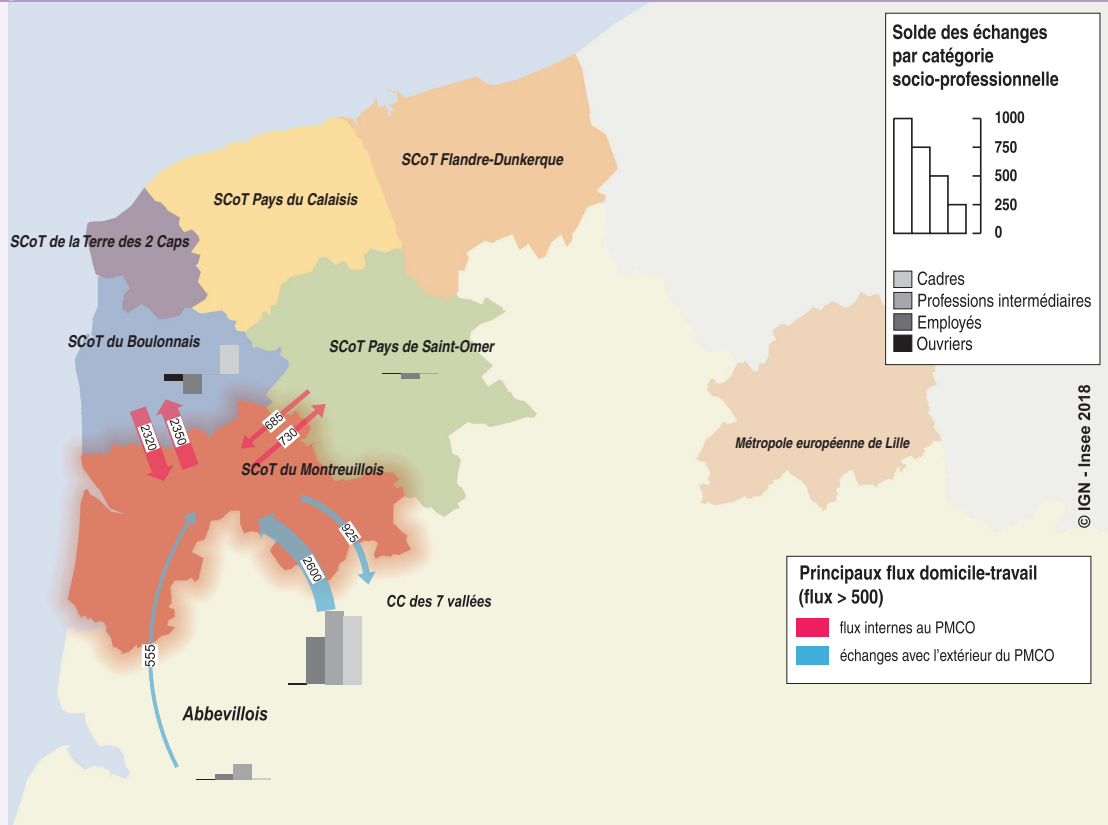 Solde des échanges
par catégorie
socio-professionnelle
1000
750
500
250
0
Cadres
Professions intermédiaires
Employés
Ouvriers
SCoT Flandre-Dunkerque
SCoT Pays du Calaisis
SCoT de la Terre des 2 Caps
SCoT du Boulonnais
SCoT Pays de Saint-Omer
2320
2350
685
730
Métropole européenne de Lille
SCoT du Montreuillois
© IGN - Insee 2018
925
2600
CC des 7 vallées
555
Abbevillois
Principaux flux domicile-travail
(flux > 500)
flux internes au PMCO
échanges avec l'extérieur du PMCO